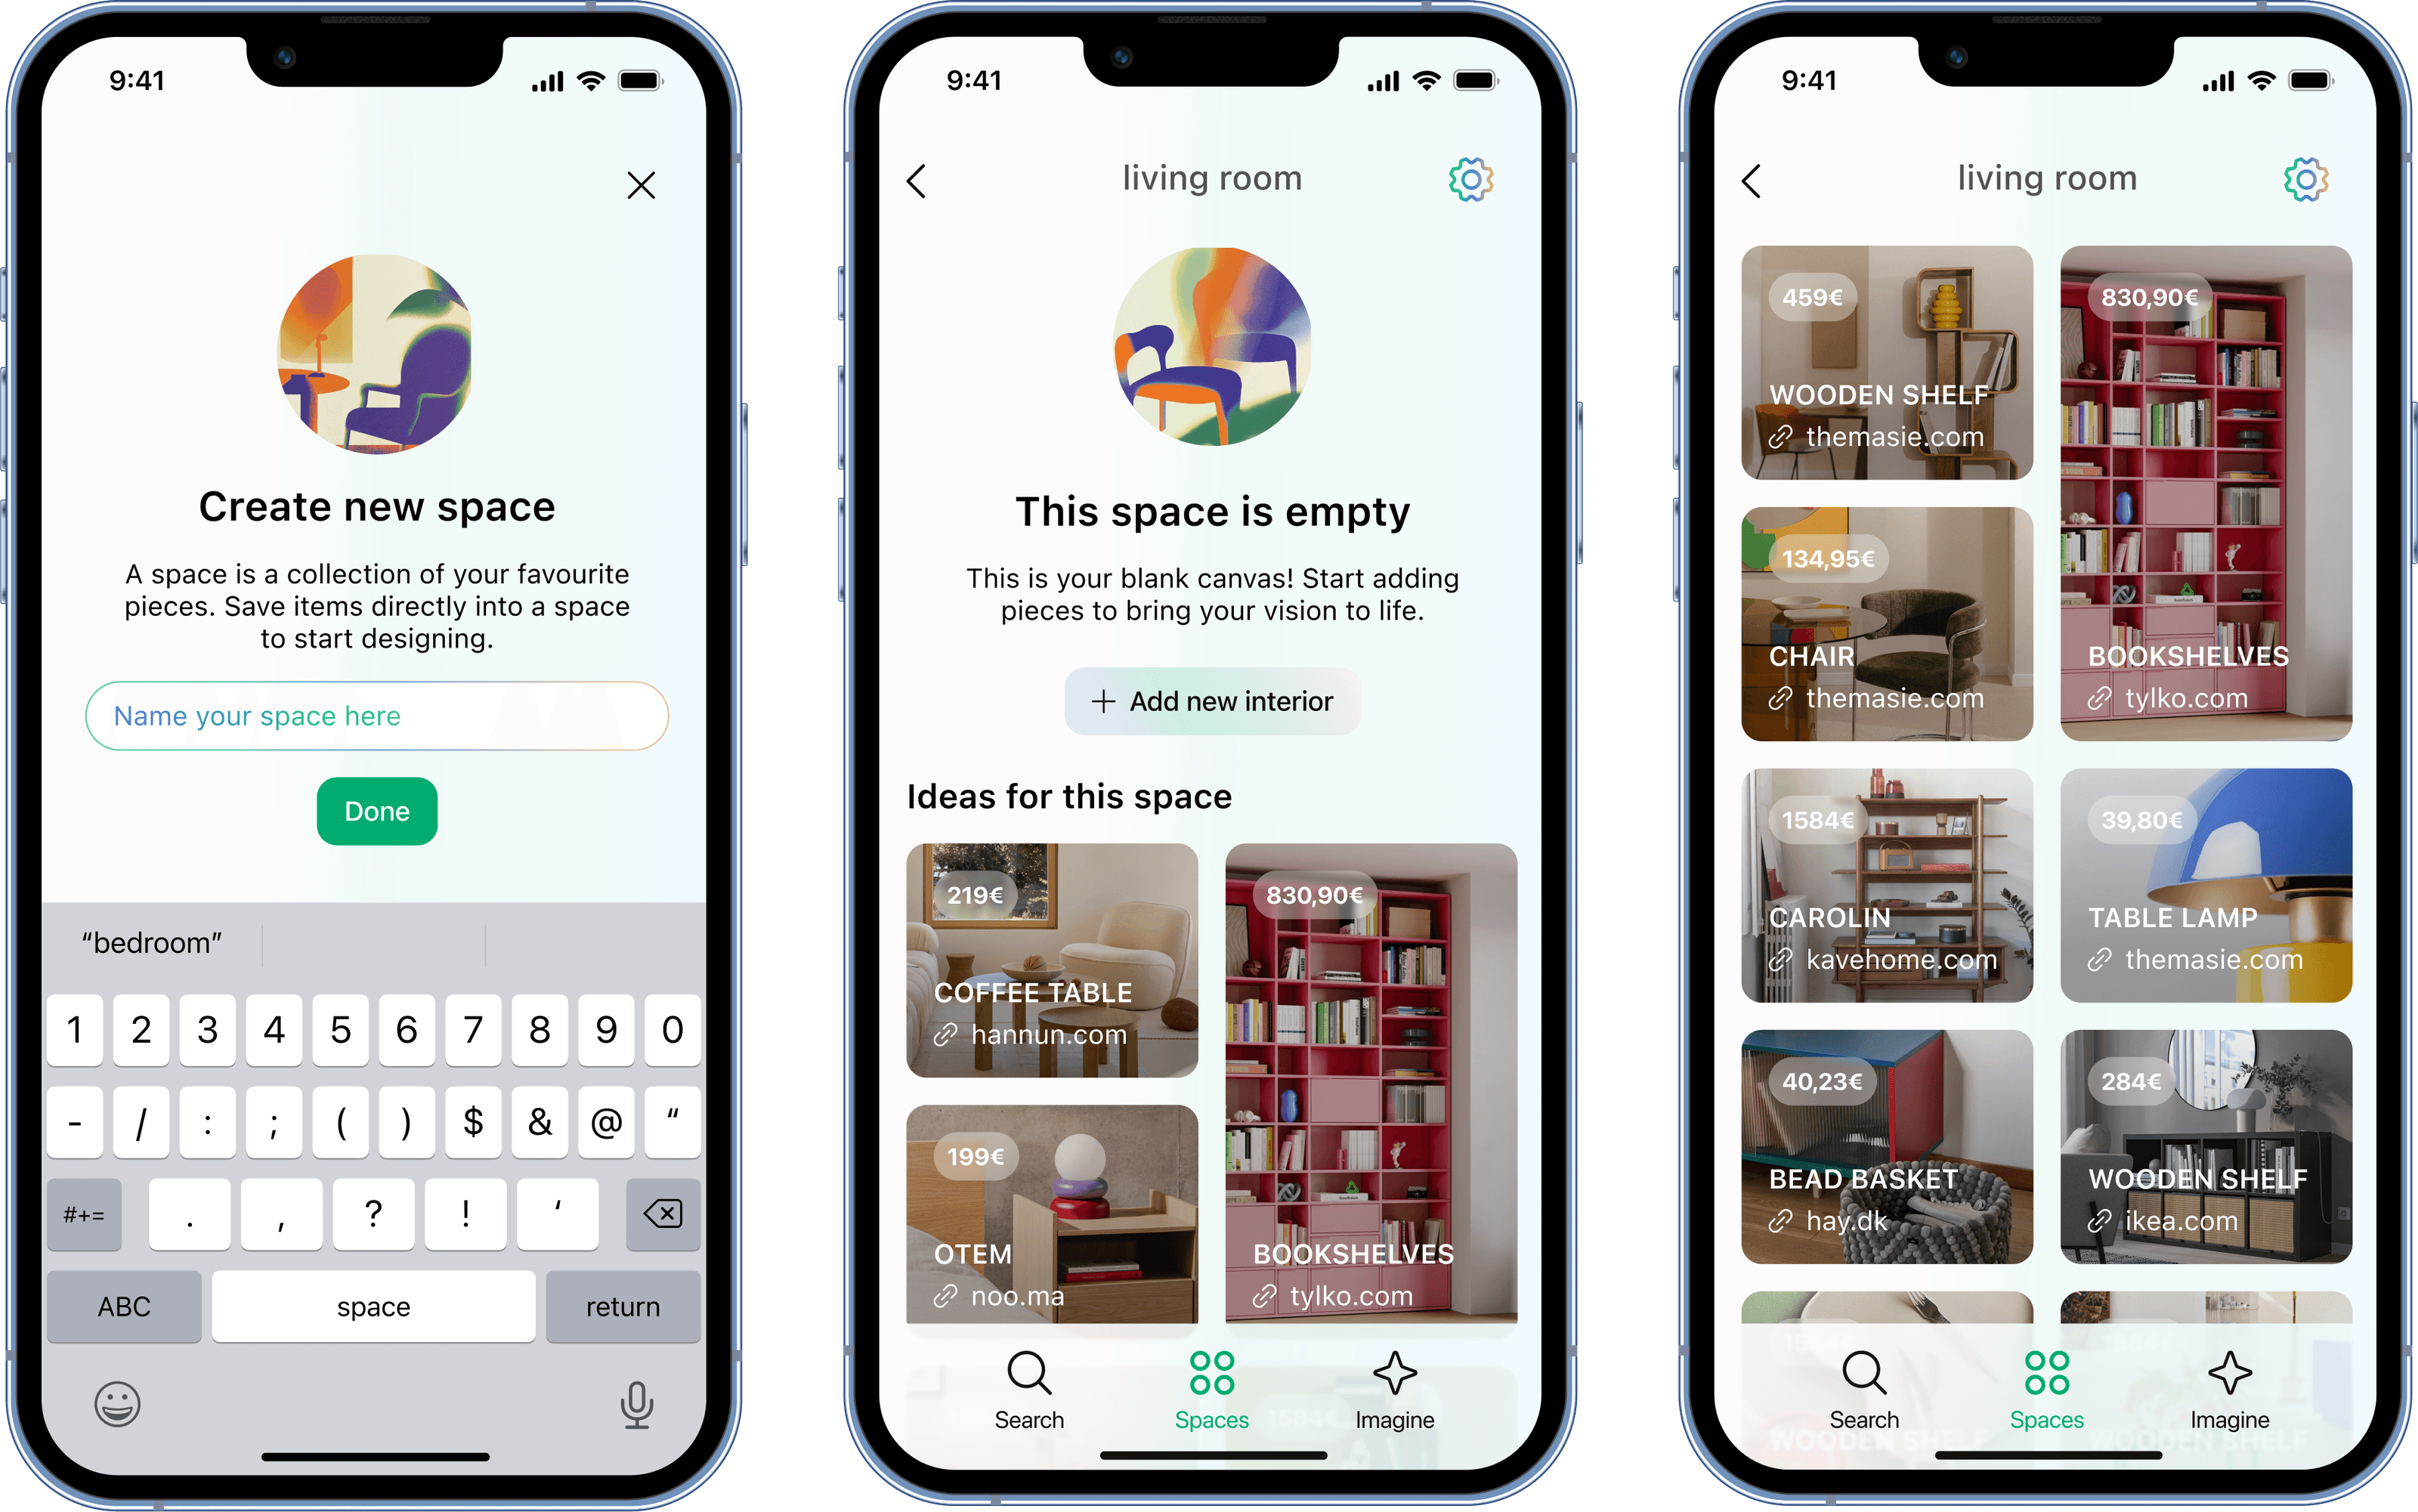 9:41
Create new space
A space is a collection of your favourite
pieces. Save items directly into a space
to start designing.
Name your space here
Done
“bedroom”
1 2 3 4 5 6 7 8 9 0
- / : ; ( ) $ & @ “
#+= . , ? ! ‘
ABC space return
9:41
living room
This space is empty
This is your blank canvas! Start adding
pieces to bring your vision to life.
+ Add new interior
Ideas for this space
219€
COFFEE TABLE
hannun.com
830,90€
BOOKSHELVES
tylko.com
199€
OTEM
noo.ma
1584€
Search Spaces Imagine
9:41
living room
459€
WOODEN SHELF
themasie.com
830,90€
BOOKSHELVES
tylko.com
134,95€
CHAIR
themasie.com
1584€
CAROLIN
kavehome.com
39,80€
TABLE LAMP
themasie.com
40,23€
BEAD BASKET
hay.dk
284€
WOODEN SHELF
ikea.com
Search Spaces Imagine
WOODEN SHELF
WOODEN SHELF